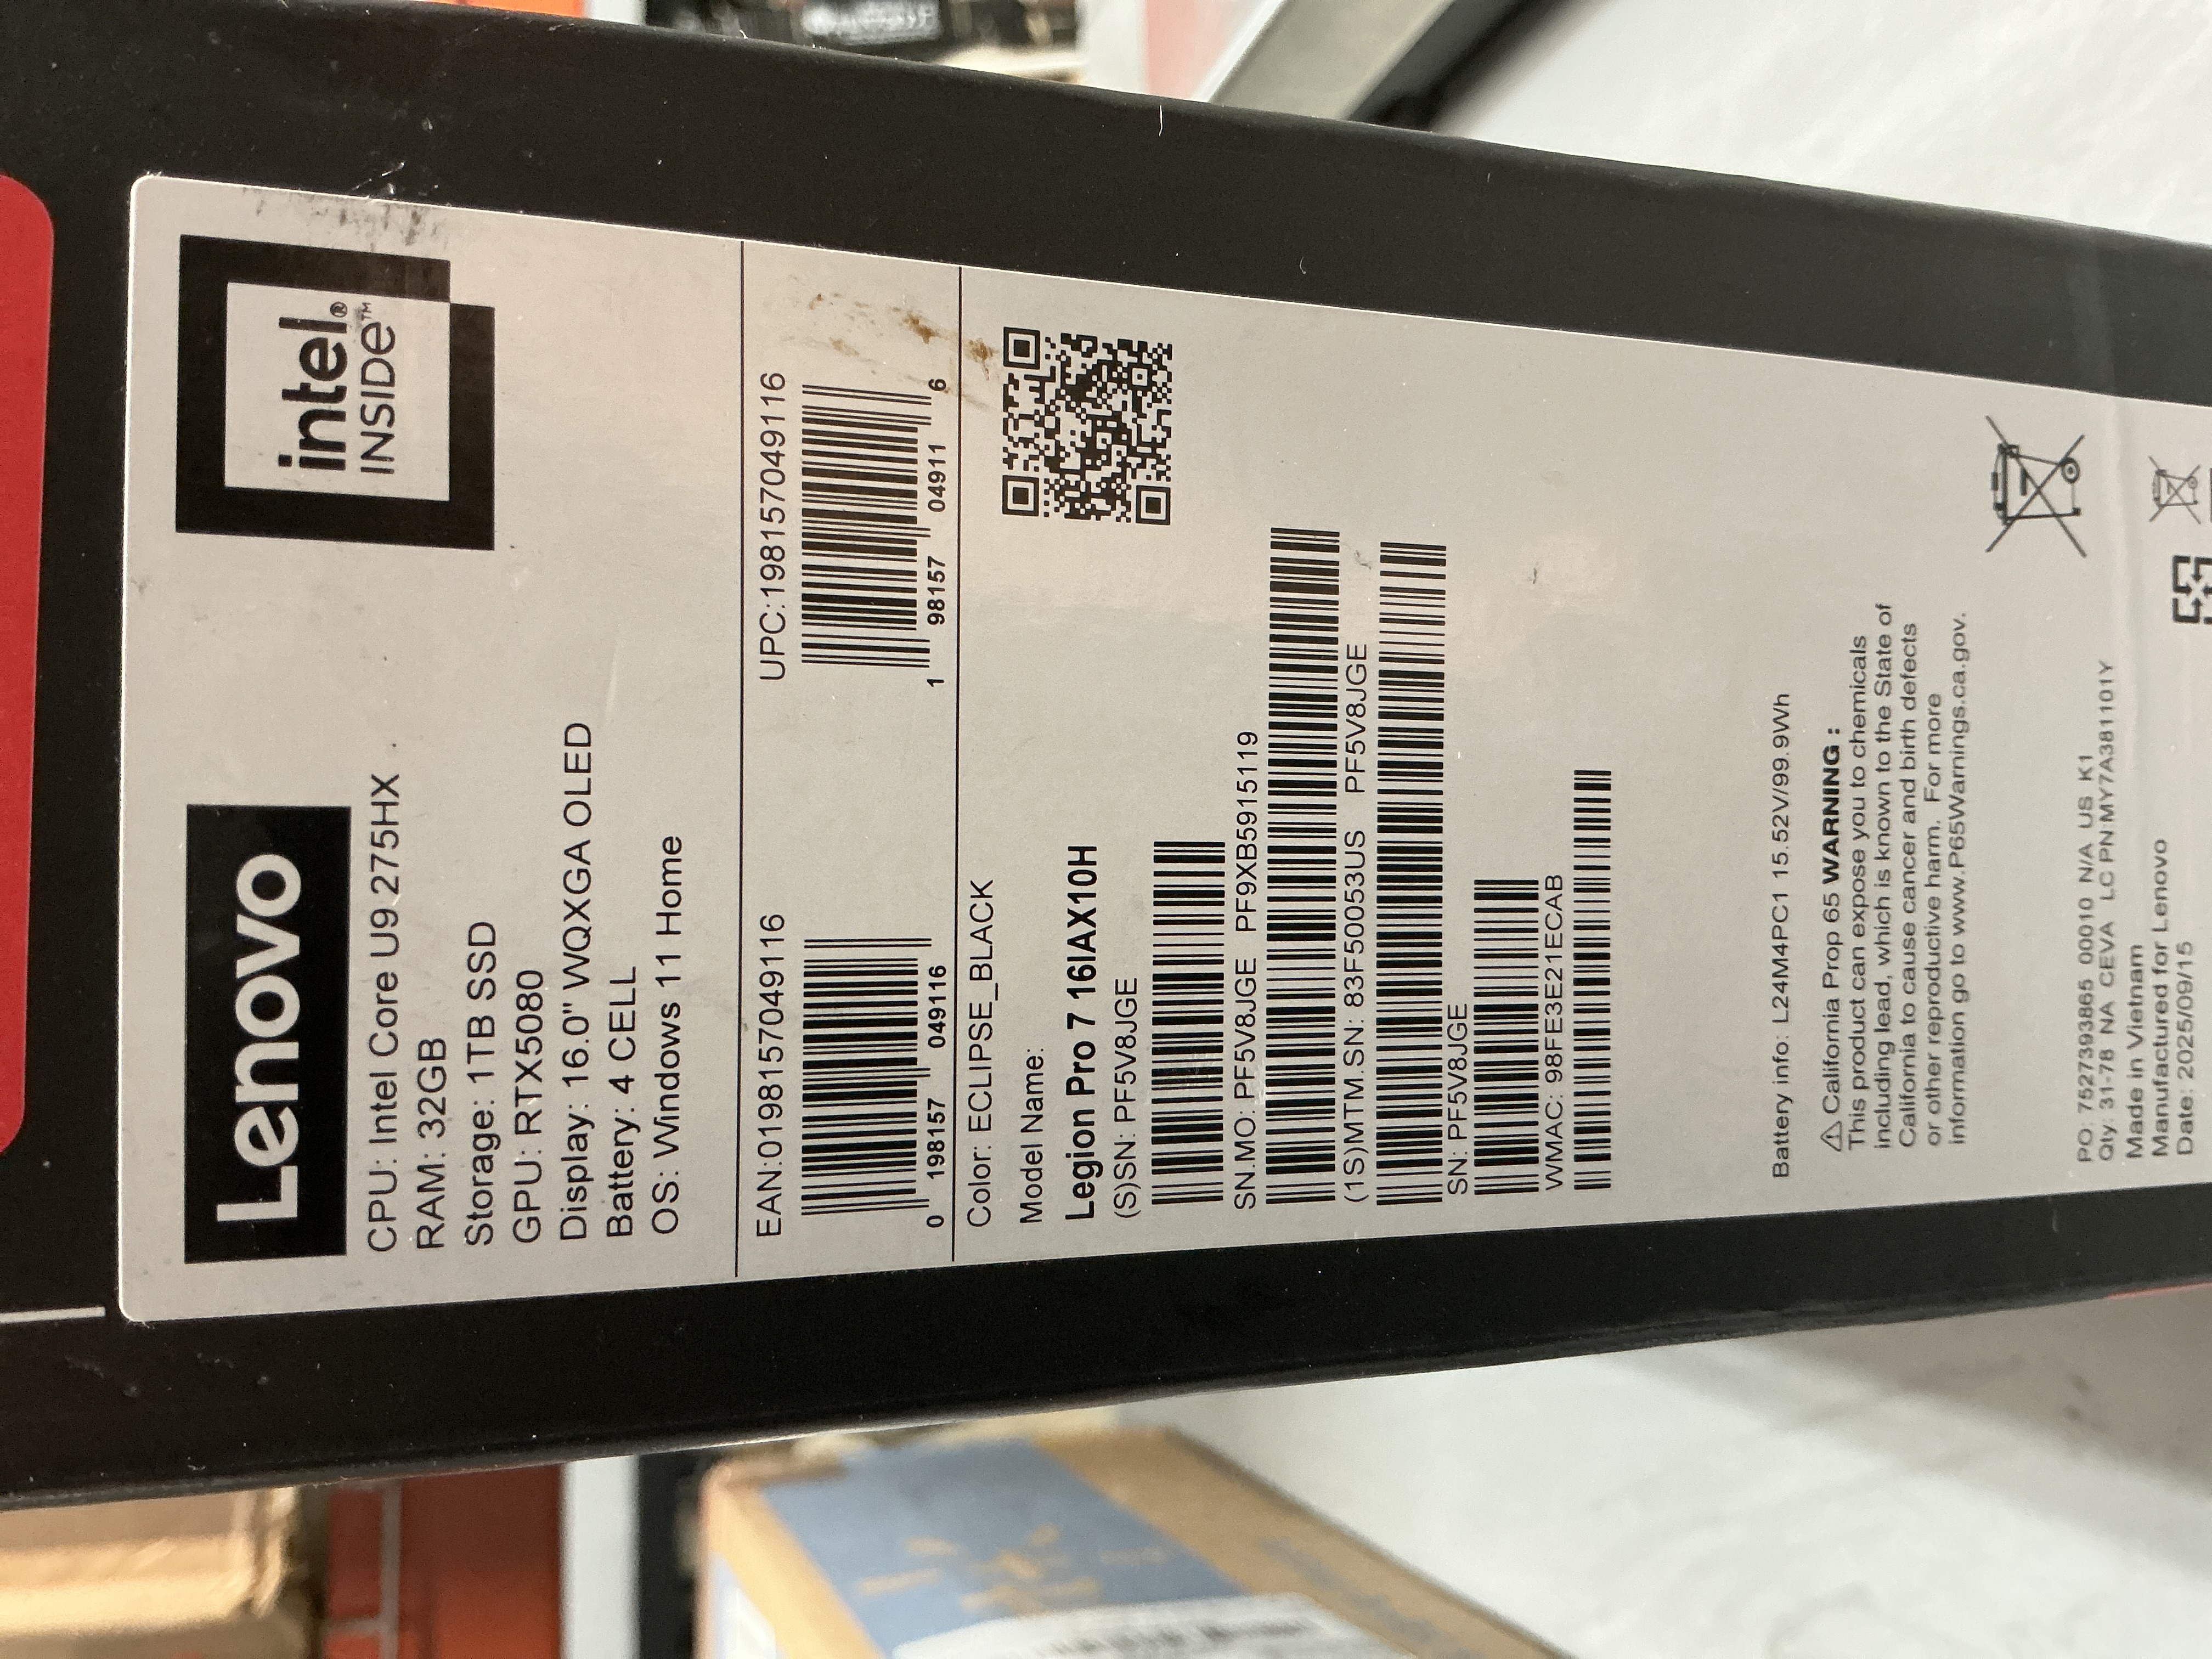 Lenovo
intel®
INSIDE™
CPU: Intel Core U9 275HX
RAM: 32GB
Storage: 1TB SSD
GPU: RTX5080
Display: 16.0" WQXGA OLED
Battery: 4 CELL
OS: Windows 11 Home
EAN:0198157049116
UPC:198157049116
0 198157 049116
1 98157 04911 6
Color: ECLIPSE_BLACK
Model Name:
Legion Pro 7 16IAX10H
(S)SN: PF5V8JGE
SN.MO: PF5V8JGE PF9XB5915119
(1S)MTM.SN: 83F50053US PF5V8JGE
SN: PF5V8JGE
WMAC: 98FE3E21ECAB
Battery info: L24M4PC1 15.52V/99.9Wh
⚠ California Prop 65 WARNING :
This product can expose you to chemicals
including lead, which is known to the State of
California to cause cancer and birth defects
or other reproductive harm. For more
information go to www.P65Warnings.ca.gov.
PO: 7527393865 000010 N/A US K1
Qty. 31-78 NA CEVA LC PN:MY7A381101Y
Made in Vietnam
Manufactured for Lenovo
Date: 2025/09/15